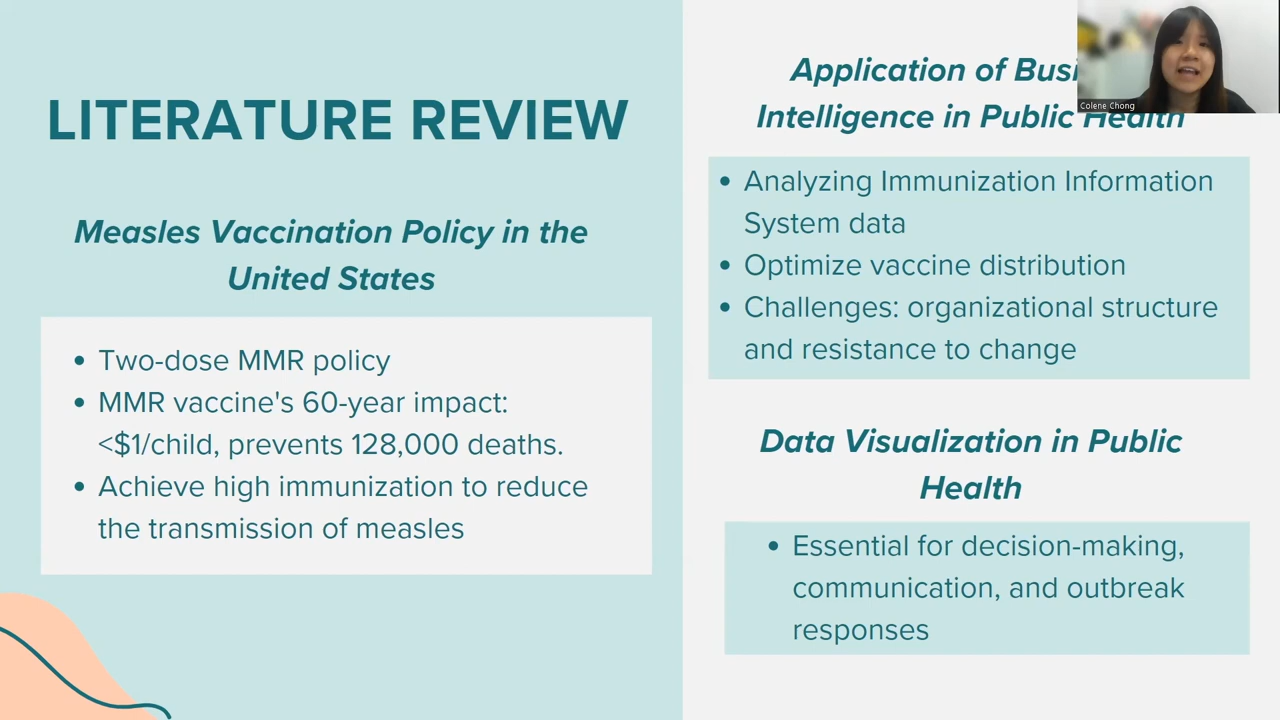 LITERATURE REVIEW
Measles Vaccination Policy in the
United States
• Two-dose MMR policy
• MMR vaccine's 60-year impact:
<$1/child, prevents 128,000 deaths.
• Achieve high immunization to reduce
the transmission of measles
Application of Busi
Intelligence in Public Health
• Analyzing Immunization Information
System data
• Optimize vaccine distribution
• Challenges: organizational structure
and resistance to change
Data Visualization in Public
Health
• Essential for decision-making,
communication, and outbreak
responses
Colene Chong